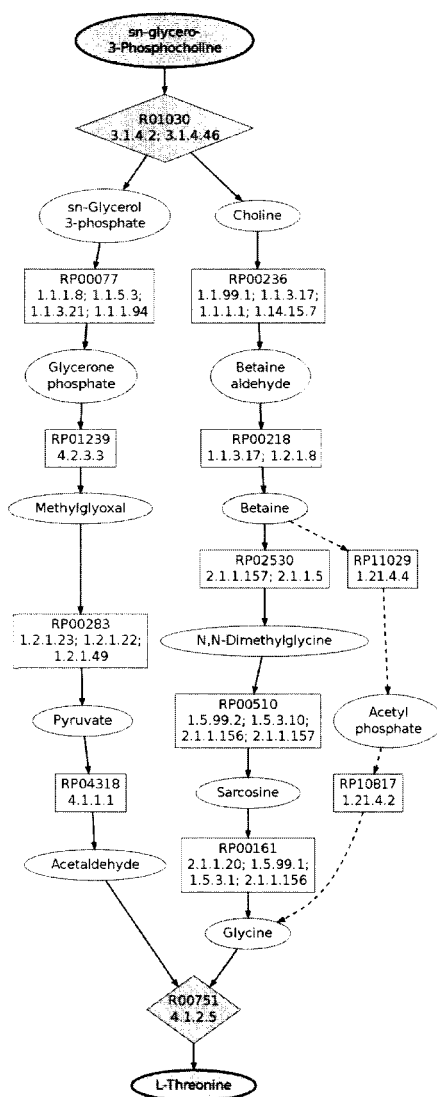 sn-glycero-
3-Phosphocholine
R01030
3.1.4.2; 3.1.4.46
sn-Glycerol
3-phosphate
Choline
RP00077
1.1.1.8; 1.1.5.3;
1.1.3.21; 1.1.1.94
RP00236
1.1.99.1; 1.1.3.17;
1.1.1.1; 1.14.15.7
Glycerone
phosphate
Betaine
aldehyde
RP01239
4.2.3.3
RP00218
1.1.3.17; 1.2.1.8
Methylglyoxal
Betaine
RP02530
2.1.1.157; 2.1.1.5
RP11029
1.21.4.4
RP00283
1.2.1.23; 1.2.1.22;
1.2.1.49
N,N-Dimethylglycine
Pyruvate
RP00510
1.5.99.2; 1.5.3.10;
2.1.1.156; 2.1.1.157
Acetyl
phosphate
RP04318
4.1.1.1
Sarcosine
RP10817
1.21.4.2
Acetaldehyde
RP00161
2.1.1.20; 1.5.99.1;
1.5.3.1; 2.1.1.156
Glycine
R00751
4.1.2.5
L-Threonine